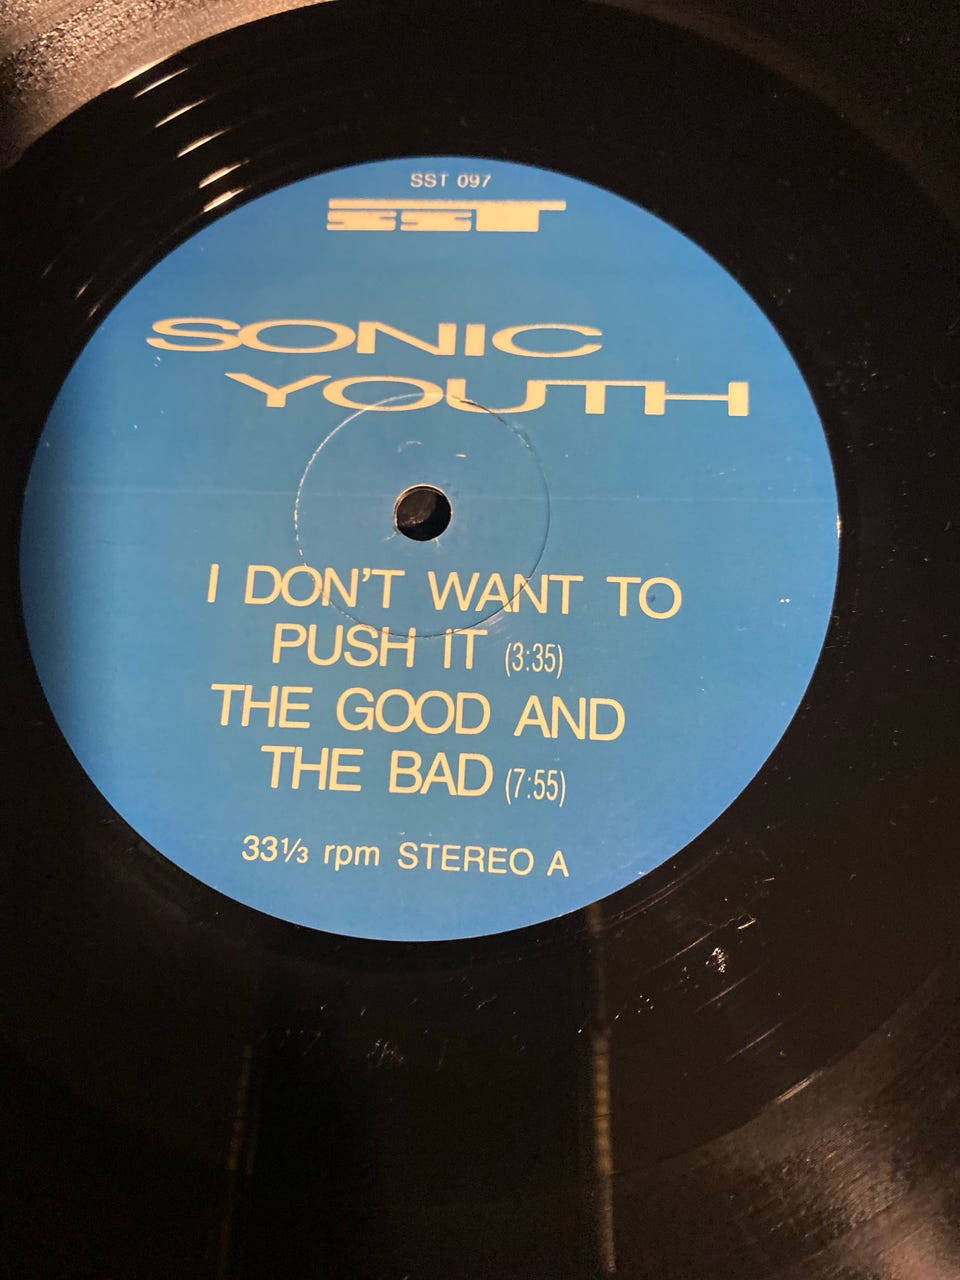 SST 097
SST
SONIC
YOUTH
I DON'T WANT TO
PUSH IT (3:35)
THE GOOD AND
THE BAD (7:55)
33⅓ rpm STEREO A